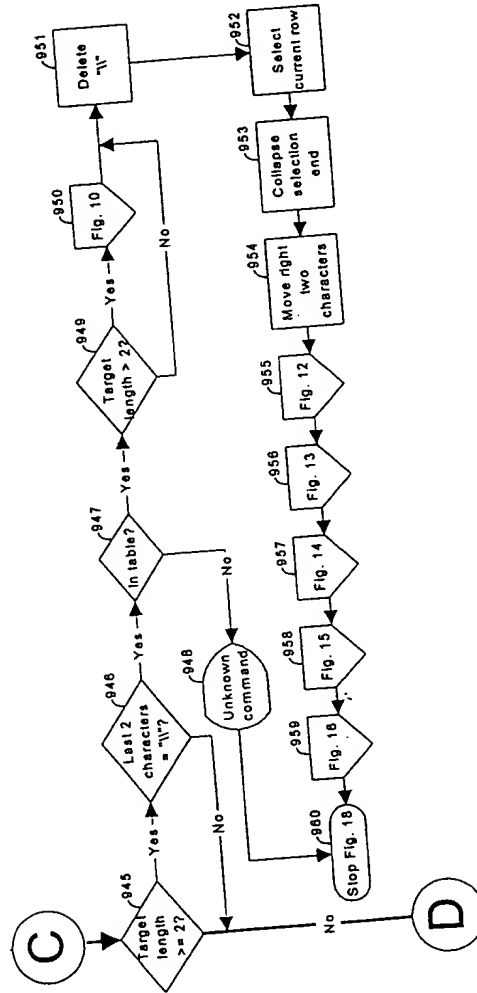 C
945
Target
length
>= 2?
Yes
No
946
Last 2
characters
= "\\"?
Yes
No
947
In table?
Yes
No
948
Unknown
command
949
Target
length > 2?
Yes
No
950
Fig. 10
951
Delete
"\\"
952
Select
current row
953
Collapse
selection
end
954
Move right
two
characters
955
Fig. 12
956
Fig. 13
957
Fig. 14
958
Fig. 15
959
Fig. 16
960
Stop Fig. 18
D